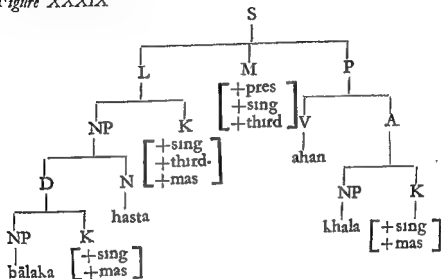 Figure XXXIX
S
L M P
[+pres
+sing
+third]
NP K V A
[+sing
+third.
+mas]
ahan
D N NP K
hasta khala [+sing
+mas]
NP K
bālaka [+sing
+mas]